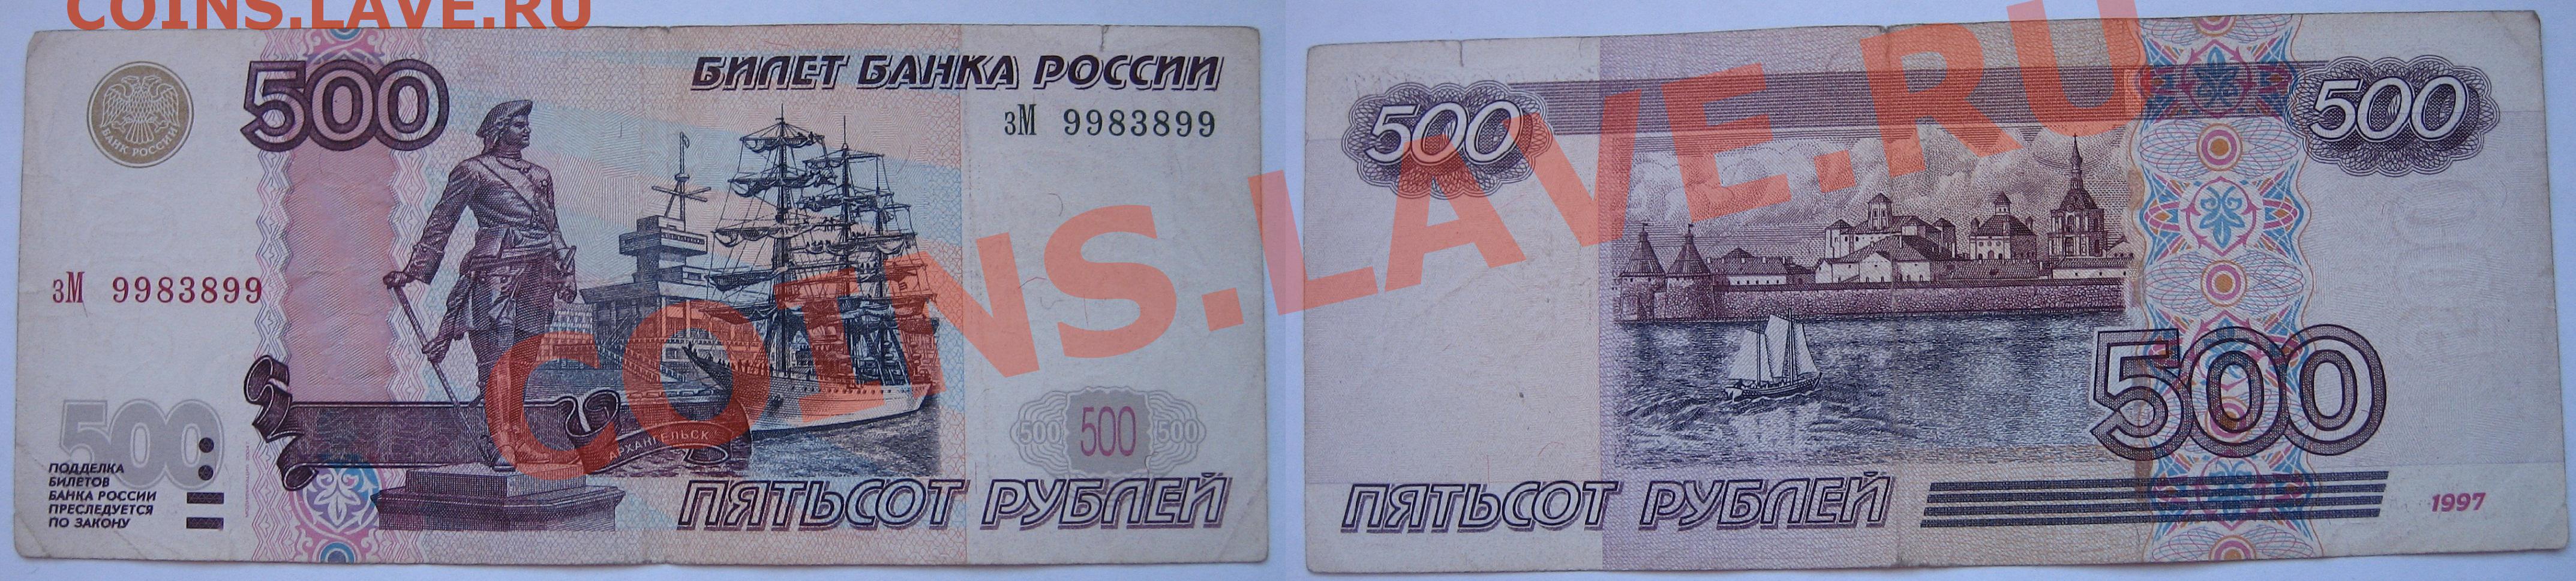 COINS.LAVE.RU
500
БИЛЕТ БАНКА РОССИИ
зМ 9983899
БАНК РОССИИ
зМ 9983899
АРХАНГЕЛЬСК
500
500 500 500
ПОДДЕЛКА
БИЛЕТОВ
БАНКА РОССИИ
ПРЕСЛЕДУЕТСЯ
ПО ЗАКОНУ
ПЯТЬСОТ РУБЛЕЙ
COINS.LAVE.RU
500
500
500
ПЯТЬСОТ РУБЛЕЙ
1997